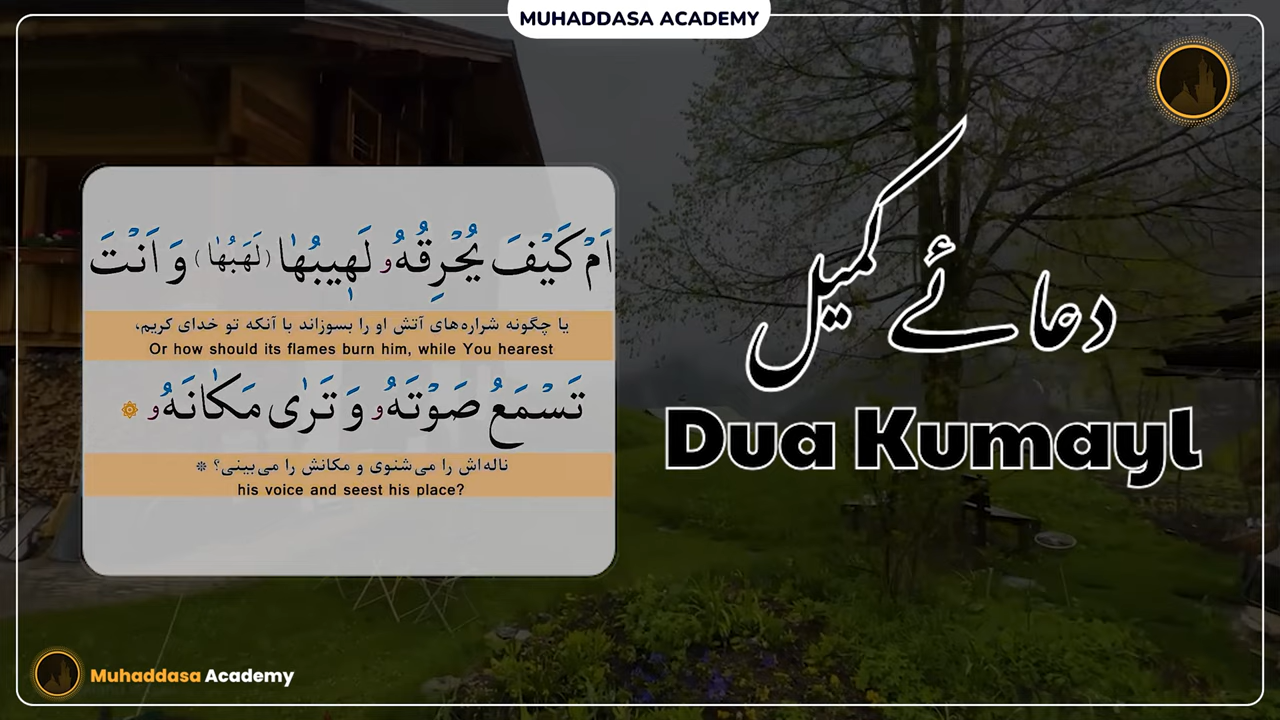 MUHADDASA ACADEMY
اَمْ كَيْفَ يُحْرِقُهُو لَهيبُهٰا (لَهَبُهٰا) وَ اَنْتَ
یا چگونه شراره‌های آتش او را بسوزاند با آنکه تو خدای کریم،
Or how should its flames burn him, while You hearest
تَسْمَعُ صَوْتَهُو وَ تَرٰى مَكٰانَهُو ۞
ناله‌اش را می‌شنوی و مکانش را می‌بینی؟ *
his voice and seest his place?
دعائے کمیل
Dua Kumayl
Muhaddasa Academy